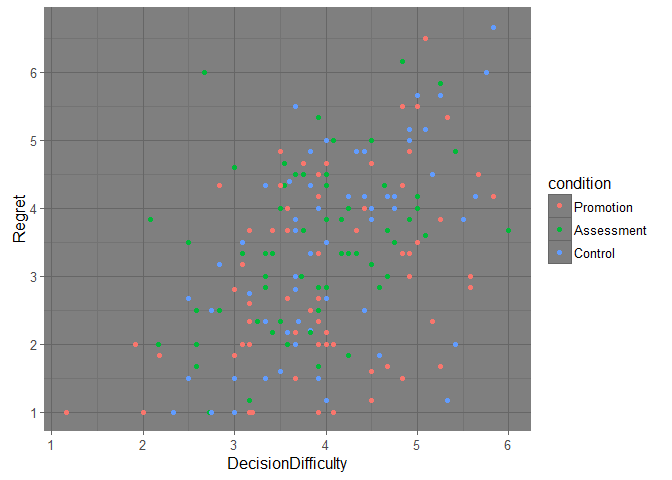 Regret
6
5
4
3
2
1
1 2 3 4 5 6
DecisionDifficulty
condition
Promotion
Assessment
Control